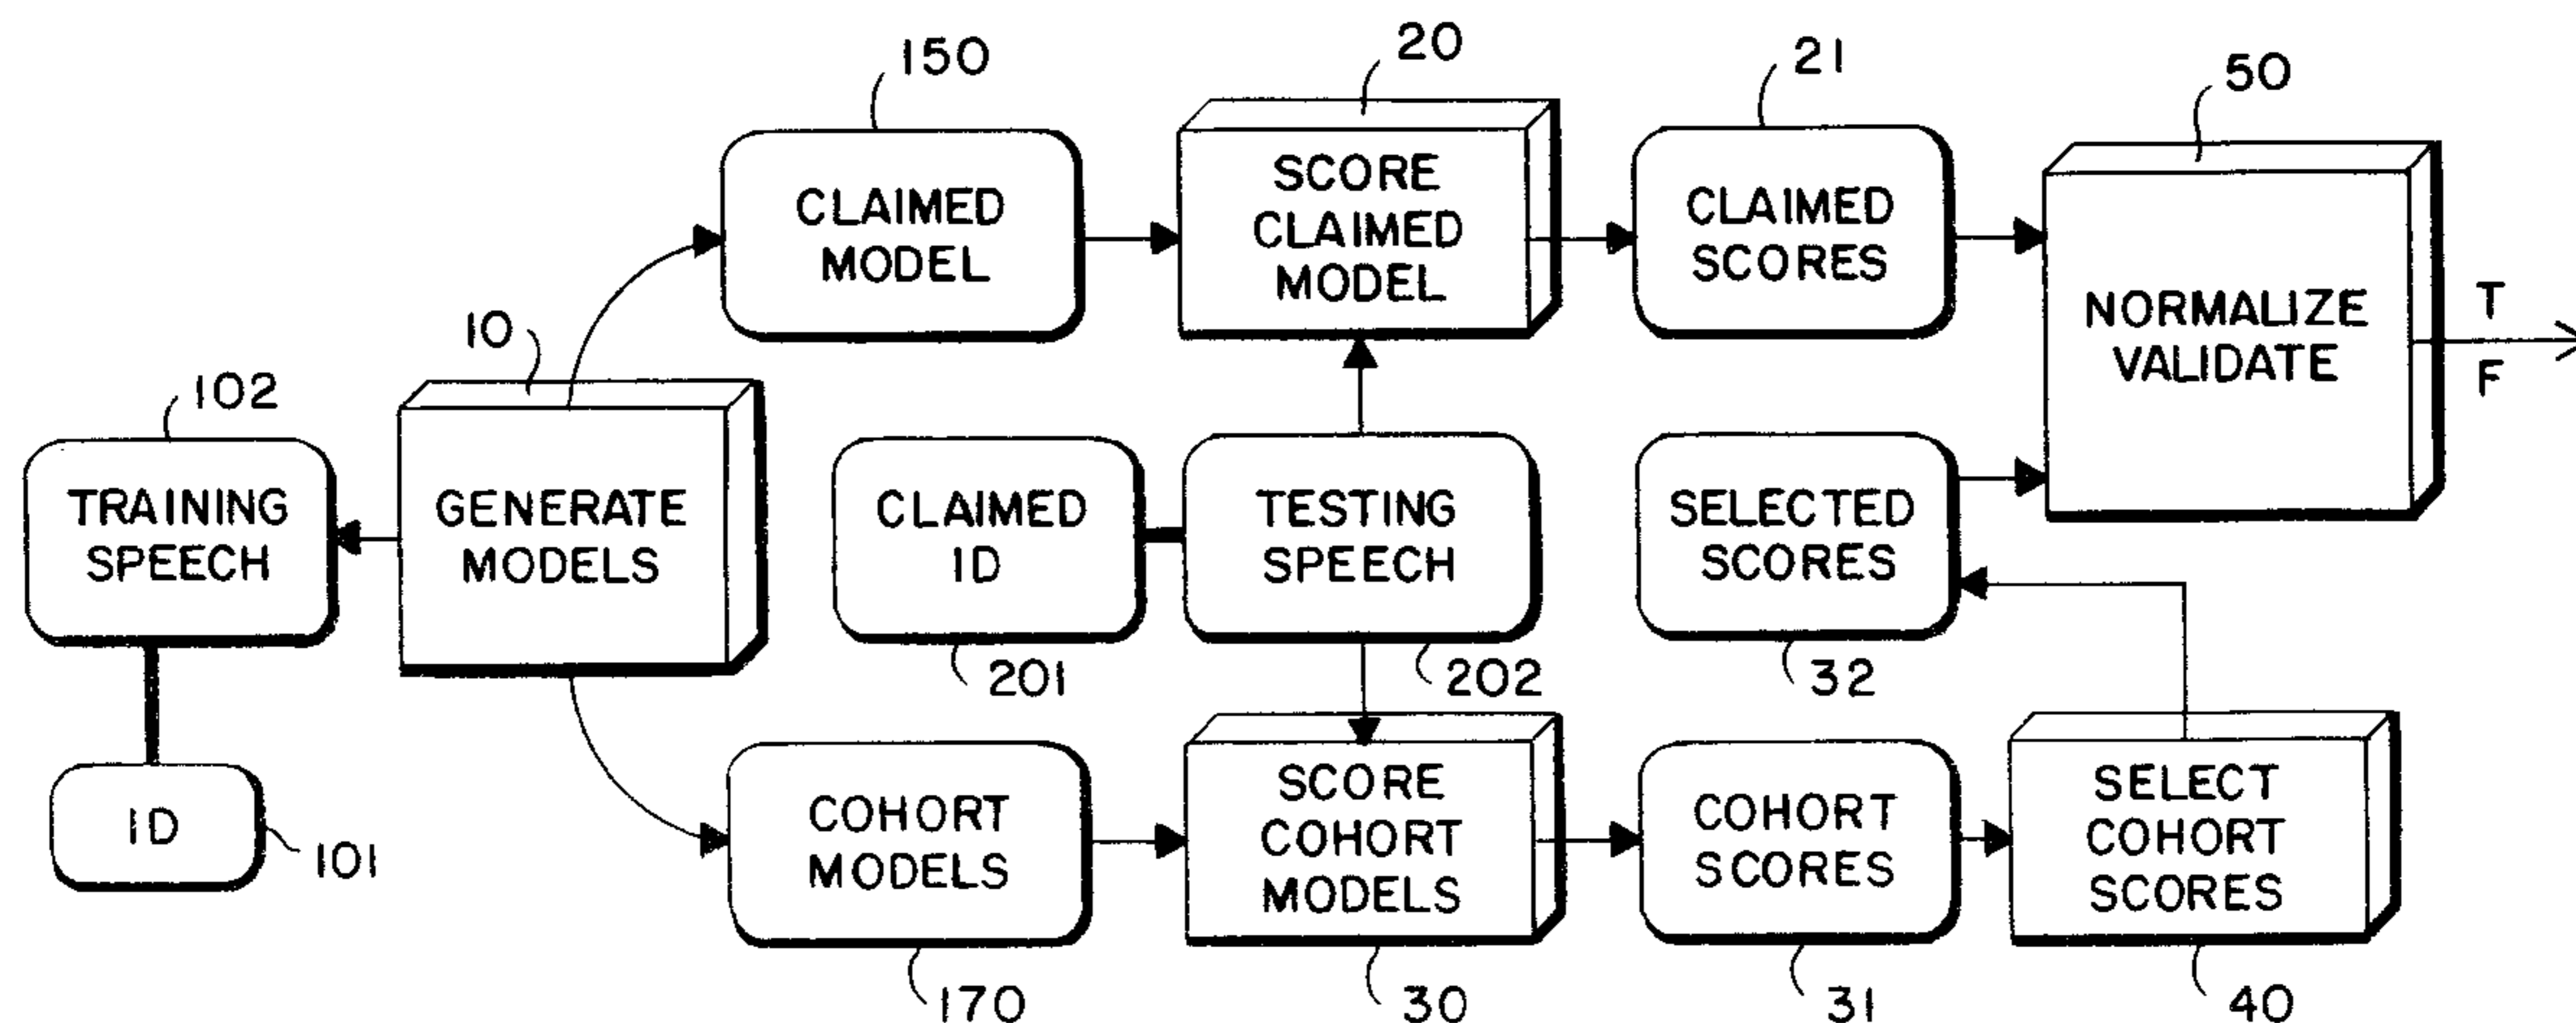 150
20
21
50
CLAIMED
MODEL
SCORE
CLAIMED
MODEL
CLAIMED
SCORES
NORMALIZE
VALIDATE
T
F
10
102
TRAINING
SPEECH
GENERATE
MODELS
CLAIMED
ID
TESTING
SPEECH
SELECTED
SCORES
201
202
32
ID
101
COHORT
MODELS
SCORE
COHORT
MODELS
COHORT
SCORES
SELECT
COHORT
SCORES
170
30
31
40